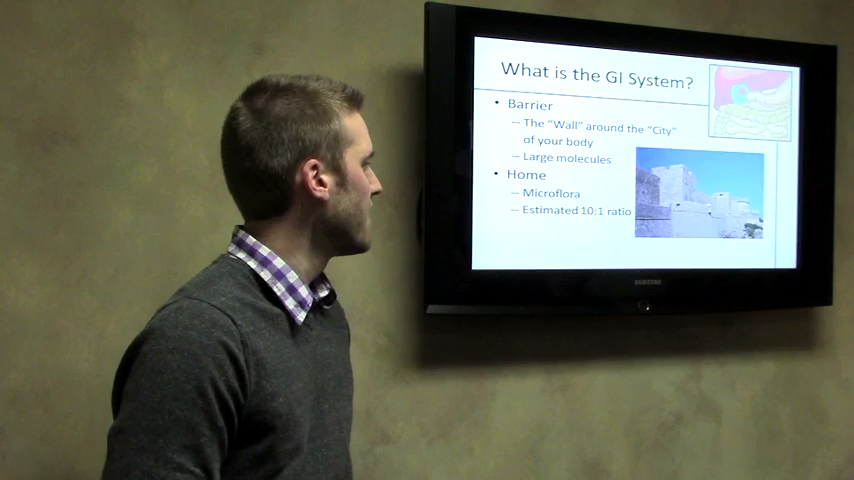 What is the GI System?
• Barrier
– The "Wall" around the "City"
of your body
– Large molecules
• Home
– Microflora
– Estimated 10:1 ratio
SAMSUNG